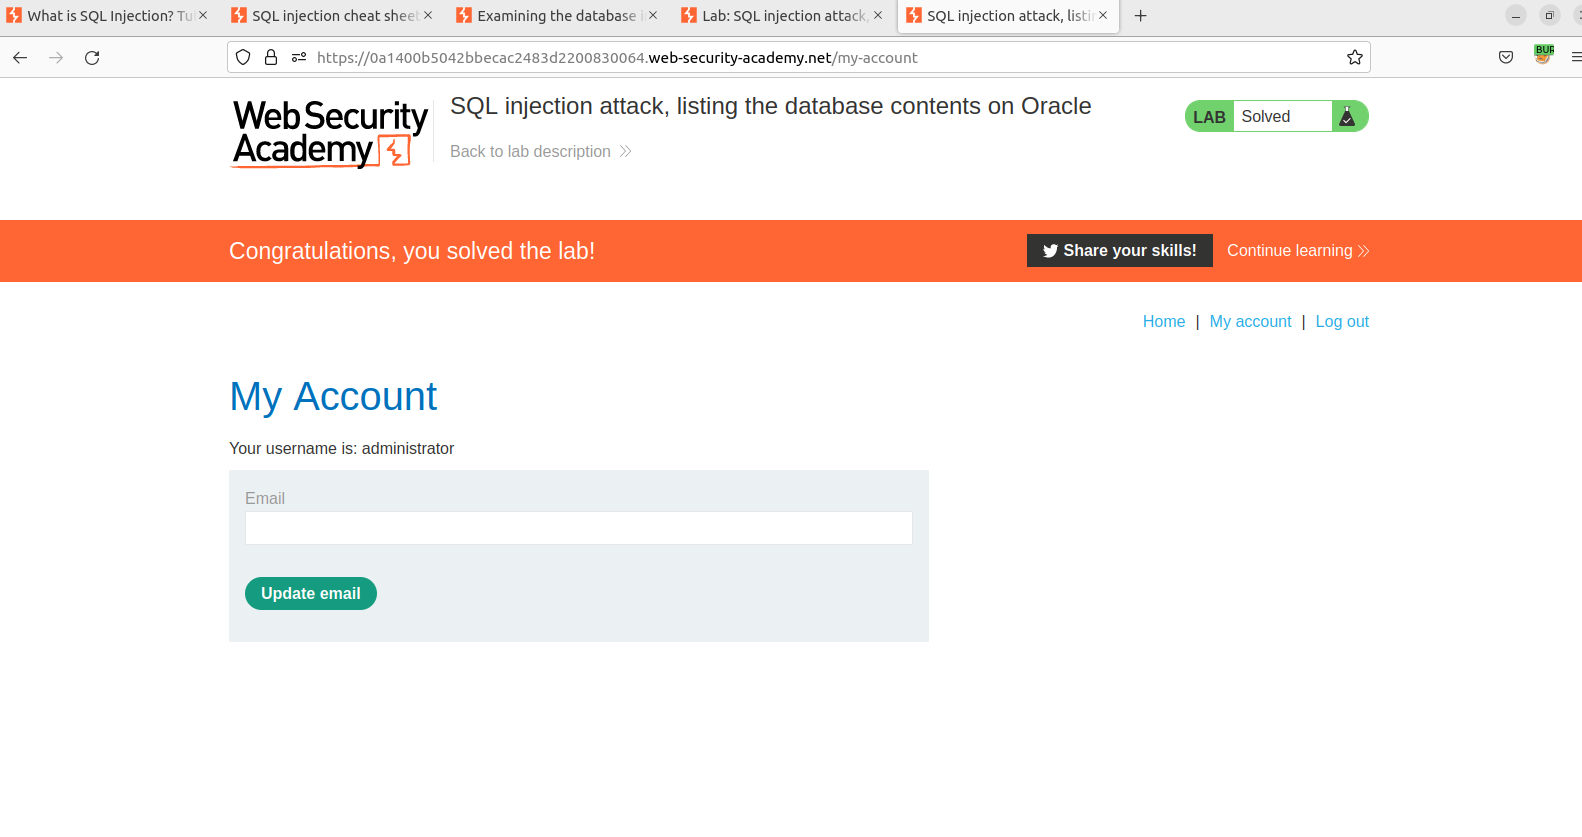 What is SQL Injection? Tu
SQL injection cheat sheet
Examining the database i
Lab: SQL injection attack,
SQL injection attack, listi
https://0a1400b5042bbecac2483d2200830064.web-security-academy.net/my-account
BUR
WebSecurity
Academy
SQL injection attack, listing the database contents on Oracle
Back to lab description
LAB Solved
Congratulations, you solved the lab!
Share your skills!
Continue learning
Home | My account | Log out
My Account
Your username is: administrator
Email
Update email